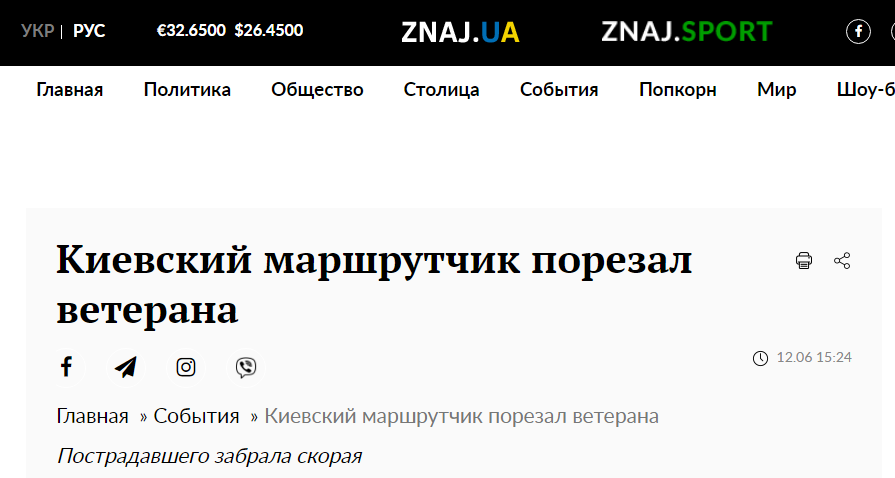 УКР | РУС €32.6500 $26.4500 ZNAJ.UA ZNAJ.SPORT
Главная Политика Общество Столица События Попкорн Мир Шоу-б
Киевский маршрутчик порезал
ветерана
12.06 15:24
Главная » События » Киевский маршрутчик порезал ветерана
Пострадавшего забрала скорая